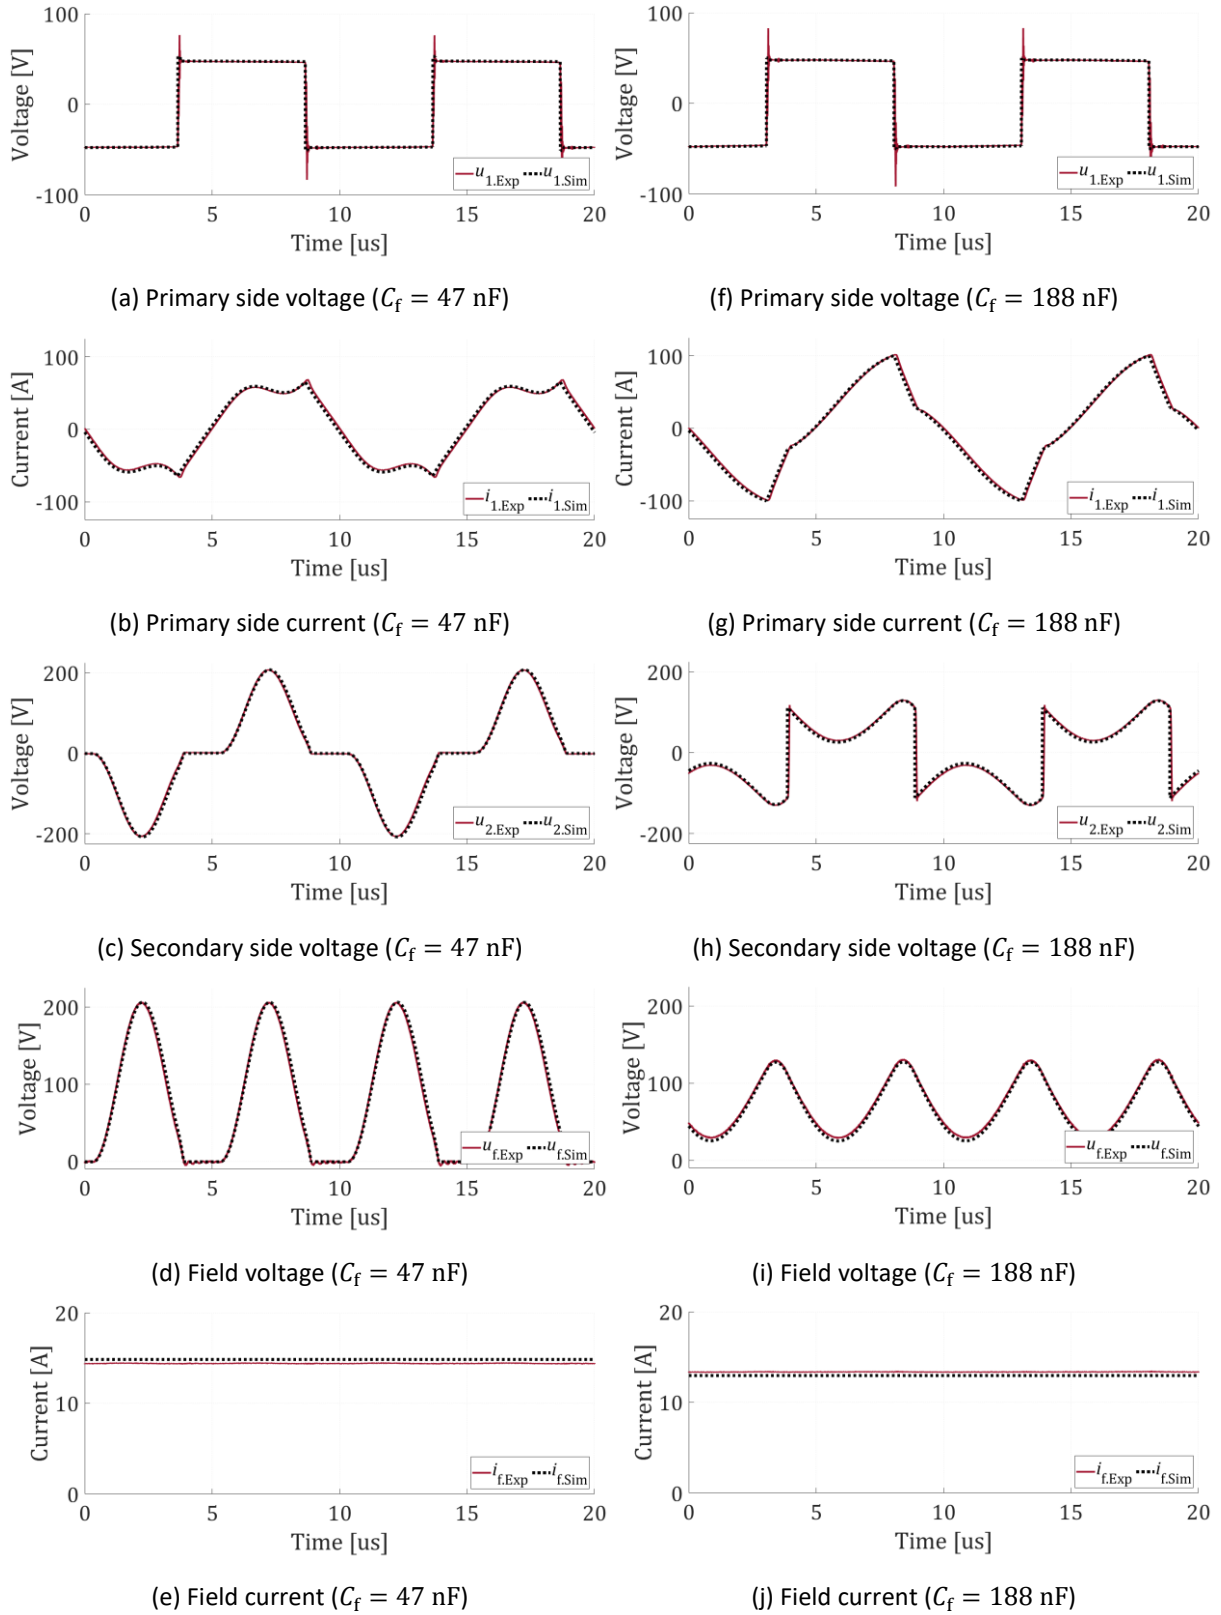 Voltage [V]
100
0
-100
u1.Exp u1.Sim
0 5 10 15 20
Time [us]
(a) Primary side voltage (Cf = 47 nF)
Voltage [V]
100
0
-100
u1.Exp u1.Sim
0 5 10 15 20
Time [us]
(f) Primary side voltage (Cf = 188 nF)
Current [A]
100
0
-100
i1.Exp i1.Sim
0 5 10 15 20
Time [us]
(b) Primary side current (Cf = 47 nF)
Current [A]
100
0
-100
i1.Exp i1.Sim
0 5 10 15 20
Time [us]
(g) Primary side current (Cf = 188 nF)
Voltage [V]
200
0
-200
u2.Exp u2.Sim
0 5 10 15 20
Time [us]
(c) Secondary side voltage (Cf = 47 nF)
Voltage [V]
200
0
-200
u2.Exp u2.Sim
0 5 10 15 20
Time [us]
(h) Secondary side voltage (Cf = 188 nF)
Voltage [V]
200
100
0
uf.Exp uf.Sim
0 5 10 15 20
Time [us]
(d) Field voltage (Cf = 47 nF)
Voltage [V]
200
100
0
uf.Exp uf.Sim
0 5 10 15 20
Time [us]
(i) Field voltage (Cf = 188 nF)
Current [A]
20
10
0
if.Exp if.Sim
0 5 10 15 20
Time [us]
(e) Field current (Cf = 47 nF)
Current [A]
20
10
0
if.Exp if.Sim
0 5 10 15 20
Time [us]
(j) Field current (Cf = 188 nF)